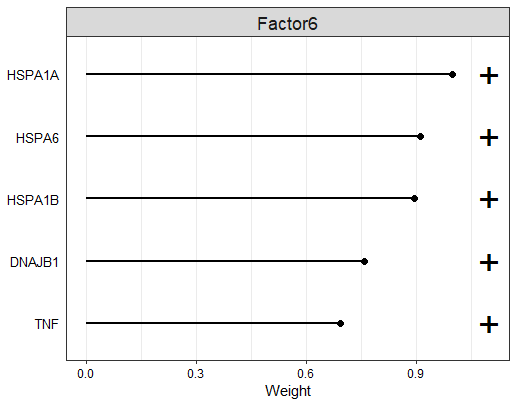 Factor6
HSPA1A +
HSPA6 +
HSPA1B +
DNAJB1 +
TNF +
0.0 0.3 0.6 0.9
Weight